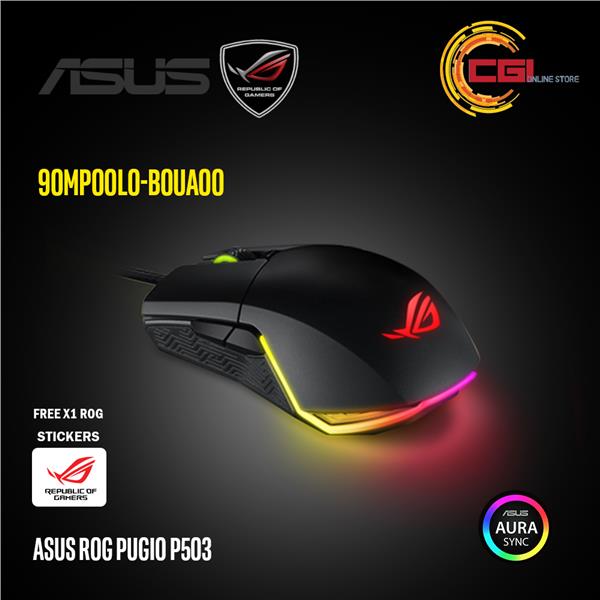 ASUS
REPUBLIC OF
GAMERS
CGI
ONLINE STORE
90MP00L0-B0UA00
FREE X1 ROG
STICKERS
REPUBLIC OF
GAMERS
ASUS ROG PUGIO P503
ASUS
AURA
SYNC